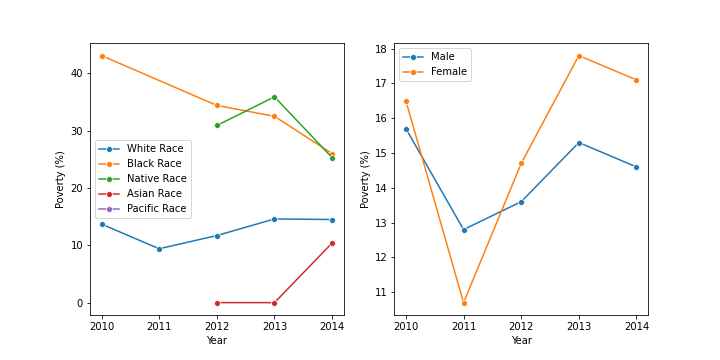 40
30
20
10
0
Poverty (%)
White Race
Black Race
Native Race
Asian Race
Pacific Race
2010 2011 2012 2013 2014
Year
18
17
16
15
14
13
12
11
Poverty (%)
Male
Female
2010 2011 2012 2013 2014
Year